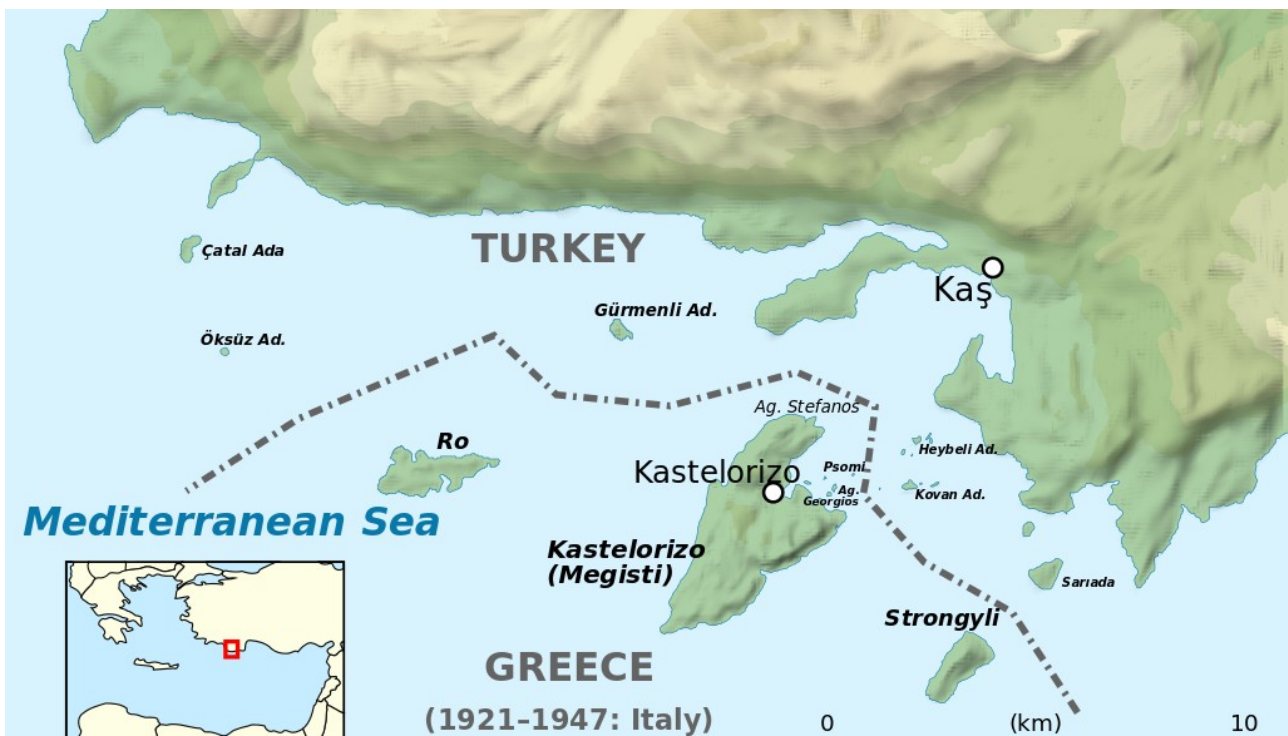 TURKEY
Çatal Ada
Kaş
Gürmenli Ad.
Öksüz Ad.
Ag. Stefanos
Ro
Heybeli Ad.
Kastelorizo
Psomi
Ag.
Georgios
Kovan Ad.
Mediterranean Sea
Kastelorizo
(Megisti)
Sarıada
Strongyli
GREECE
(1921–1947: Italy)
0 (km) 10